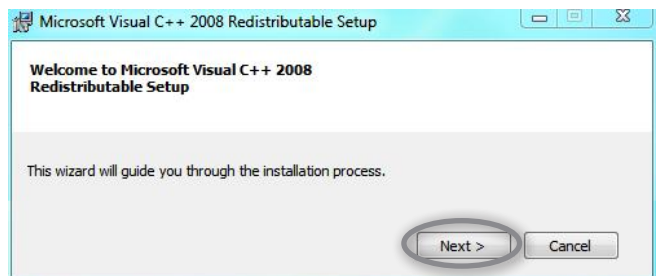 Microsoft Visual C++ 2008 Redistributable Setup
Welcome to Microsoft Visual C++ 2008
Redistributable Setup
This wizard will guide you through the installation process.
Next > Cancel